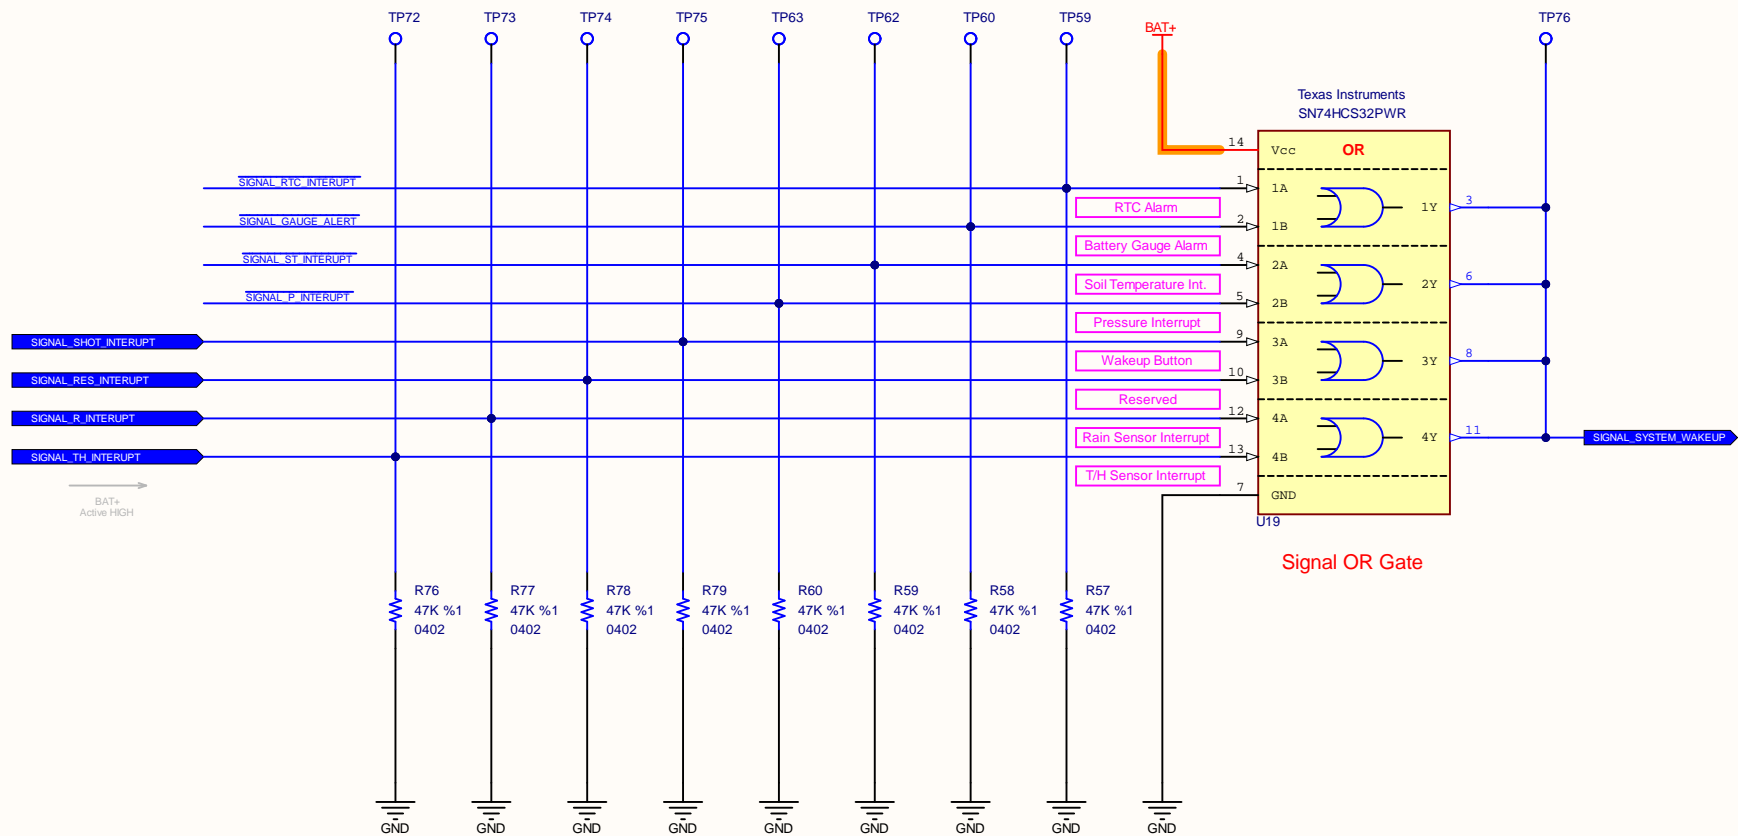 TP72
TP73
TP74
TP75
TP63
TP62
TP60
TP59
TP76
BAT+
Texas Instruments
SN74HCS32PWR
14
Vcc
OR
SIGNAL_RTC_INTERUPT
1
1A
RTC Alarm
1Y
3
SIGNAL_GAUGE_ALERT
2
1B
Battery Gauge Alarm
SIGNAL_ST_INTERUPT
4
2A
Soil Temperature Int.
2Y
6
SIGNAL_P_INTERUPT
5
2B
Pressure Interrupt
SIGNAL_SHOT_INTERUPT
9
3A
Wakeup Button
3Y
8
SIGNAL_RES_INTERUPT
10
3B
Reserved
SIGNAL_R_INTERUPT
12
4A
Rain Sensor Interrupt
4Y
11
SIGNAL_SYSTEM_WAKEUP
SIGNAL_TH_INTERUPT
13
4B
T/H Sensor Interrupt
7
GND
BAT+
Active HIGH
U19
Signal OR Gate
R76
47K %1
0402
R77
47K %1
0402
R78
47K %1
0402
R79
47K %1
0402
R60
47K %1
0402
R59
47K %1
0402
R58
47K %1
0402
R57
47K %1
0402
GND
GND
GND
GND
GND
GND
GND
GND
GND